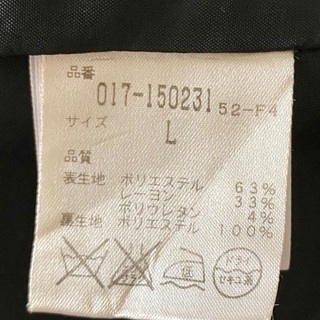 品番
017-150231 52-F4
サイズ
L
品質
表生地 ポリエステル 63%
レーヨン 33%
ポリウレタン 4%
裏生地 ポリエステル 100%
低
ドライ
セキユ系